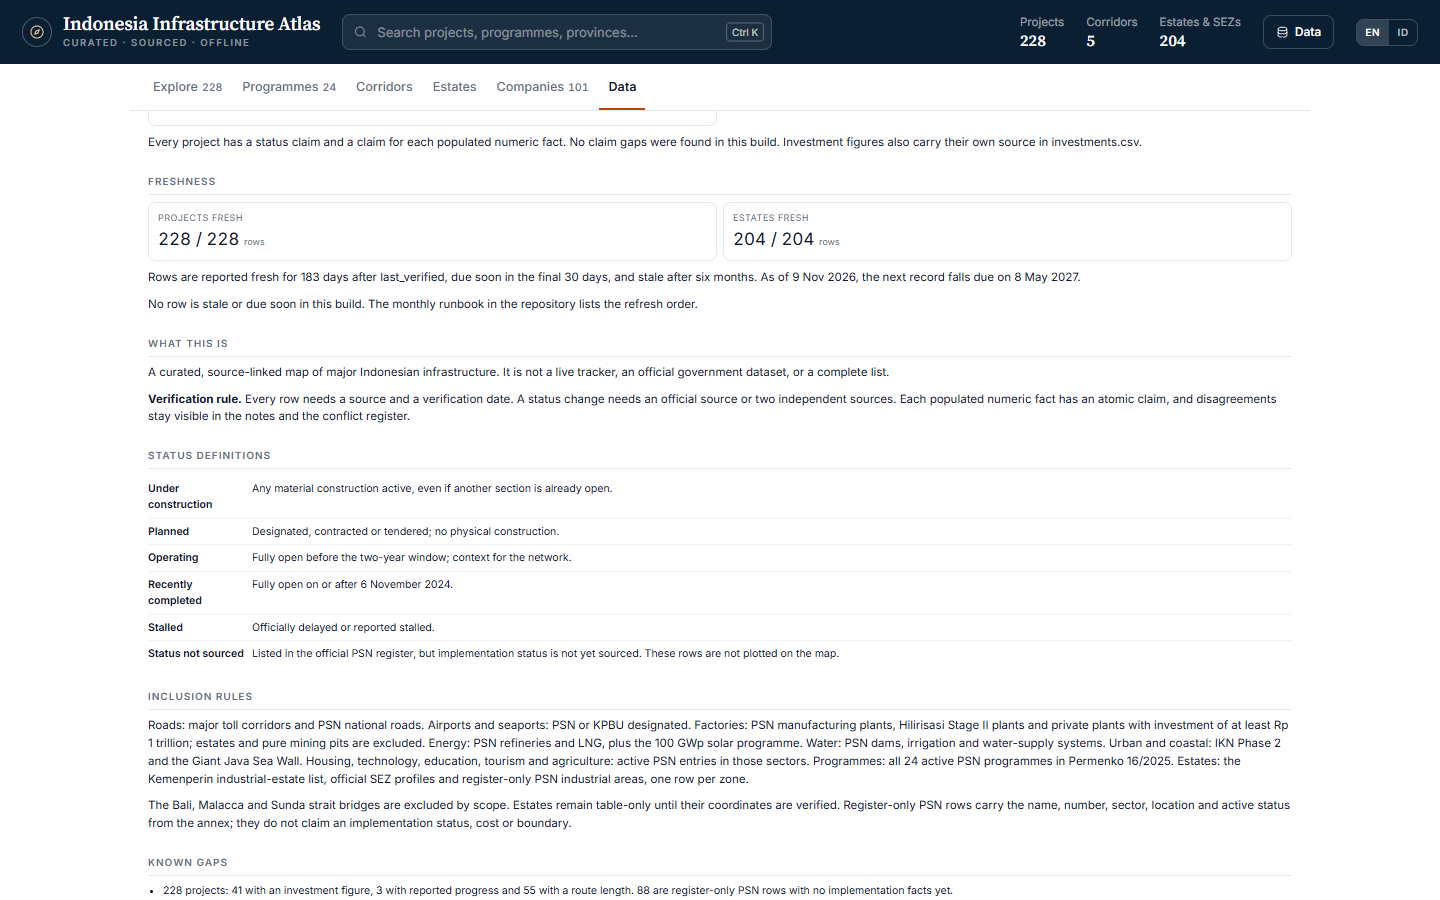 Indonesia Infrastructure Atlas
CURATED · SOURCED · OFFLINE
Search projects, programmes, provinces...
Ctrl K
Projects
228
Corridors
5
Estates & SEZs
204
Data
EN
ID
Explore 228
Programmes 24
Corridors
Estates
Companies 101
Data
Every project has a status claim and a claim for each populated numeric fact. No claim gaps were found in this build. Investment figures also carry their own source in investments.csv.
FRESHNESS
PROJECTS FRESH
228 / 228 rows
ESTATES FRESH
204 / 204 rows
Rows are reported fresh for 183 days after last_verified, due soon in the final 30 days, and stale after six months. As of 9 Nov 2026, the next record falls due on 8 May 2027.
No row is stale or due soon in this build. The monthly runbook in the repository lists the refresh order.
WHAT THIS IS
A curated, source-linked map of major Indonesian infrastructure. It is not a live tracker, an official government dataset, or a complete list.
Verification rule. Every row needs a source and a verification date. A status change needs an official source or two independent sources. Each populated numeric fact has an atomic claim, and disagreements
stay visible in the notes and the conflict register.
STATUS DEFINITIONS
Under
construction
Any material construction active, even if another section is already open.
Planned
Designated, contracted or tendered; no physical construction.
Operating
Fully open before the two-year window; context for the network.
Recently
completed
Fully open on or after 6 November 2024.
Stalled
Officially delayed or reported stalled.
Status not sourced
Listed in the official PSN register, but implementation status is not yet sourced. These rows are not plotted on the map.
INCLUSION RULES
Roads: major toll corridors and PSN national roads. Airports and seaports: PSN or KPBU designated. Factories: PSN manufacturing plants, Hilirisasi Stage II plants and private plants with investment of at least Rp
1 trillion; estates and pure mining pits are excluded. Energy: PSN refineries and LNG, plus the 100 GWp solar programme. Water: PSN dams, irrigation and water-supply systems. Urban and coastal: IKN Phase 2
and the Giant Java Sea Wall. Housing, technology, education, tourism and agriculture: active PSN entries in those sectors. Programmes: all 24 active PSN programmes in Permenko 16/2025. Estates: the
Kemenperin industrial-estate list, official SEZ profiles and register-only PSN industrial areas, one row per zone.
The Bali, Malacca and Sunda strait bridges are excluded by scope. Estates remain table-only until their coordinates are verified. Register-only PSN rows carry the name, number, sector, location and active status
from the annex; they do not claim an implementation status, cost or boundary.
KNOWN GAPS
• 228 projects: 41 with an investment figure, 3 with reported progress and 55 with a route length. 88 are register-only PSN rows with no implementation facts yet.